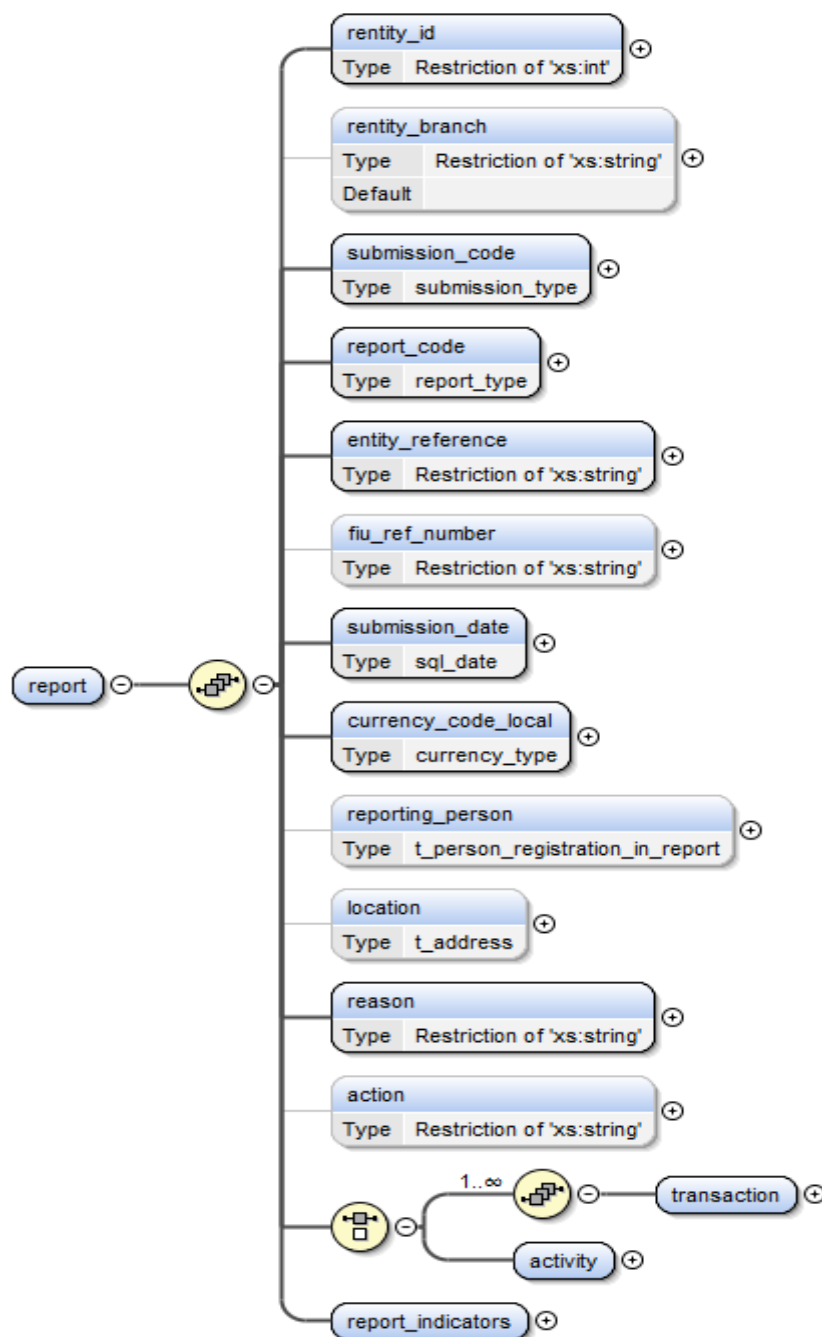 rentity_id
Type Restriction of 'xs:int'
rentity_branch
Type Restriction of 'xs:string'
Default
submission_code
Type submission_type
report_code
Type report_type
entity_reference
Type Restriction of 'xs:string'
fiu_ref_number
Type Restriction of 'xs:string'
submission_date
Type sql_date
report
currency_code_local
Type currency_type
reporting_person
Type t_person_registration_in_report
location
Type t_address
reason
Type Restriction of 'xs:string'
action
Type Restriction of 'xs:string'
1..∞
transaction
activity
report_indicators